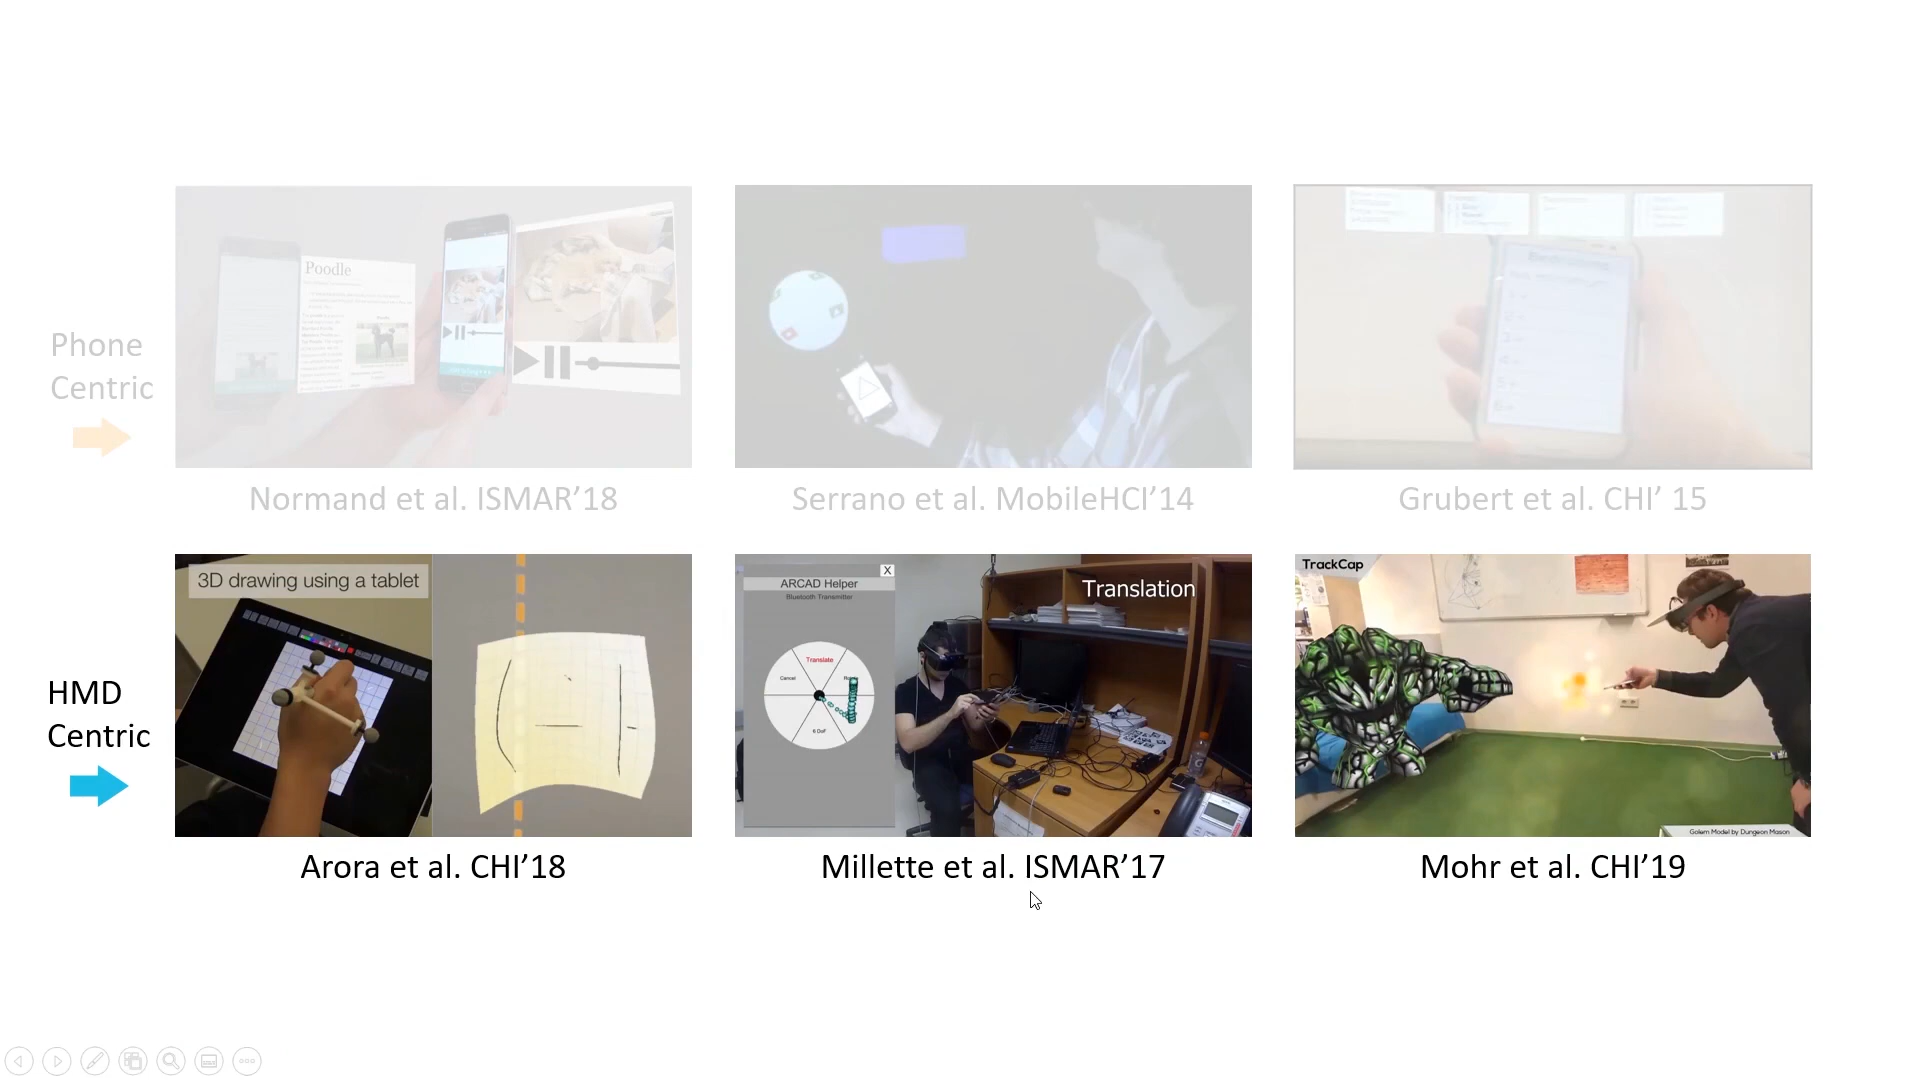 Poodle
Phone
Centric
Normand et al. ISMAR’18
Serrano et al. MobileHCI’14
Grubert et al. CHI’ 15
3D drawing using a tablet
X
ARCAD Helper
Bluetooth Transmitter
Translate
Cancel
6 DoF
Translation
TrackCap
Golem Model by Dungeon Mason
HMD
Centric
Arora et al. CHI’18
Millette et al. ISMAR’17
Mohr et al. CHI’19